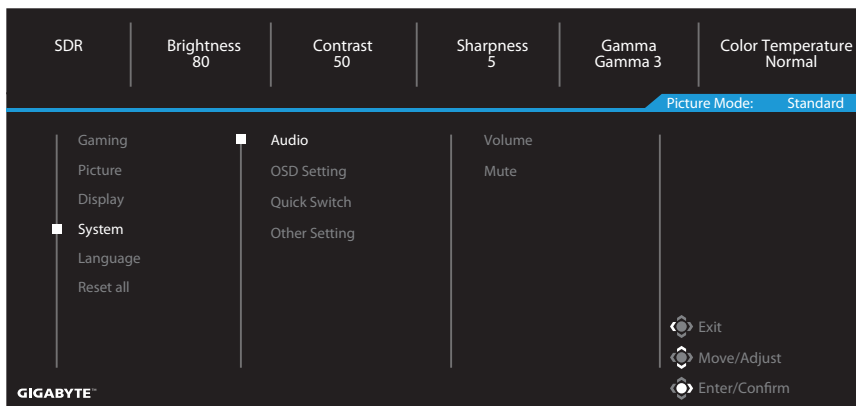 SDR
Brightness
80
Contrast
50
Sharpness
5
Gamma
Gamma 3
Color Temperature
Normal
Picture Mode: Standard
Gaming
Picture
Display
System
Language
Reset all
Audio
OSD Setting
Quick Switch
Other Setting
Volume
Mute
Exit
Move/Adjust
Enter/Confirm
GIGABYTE™